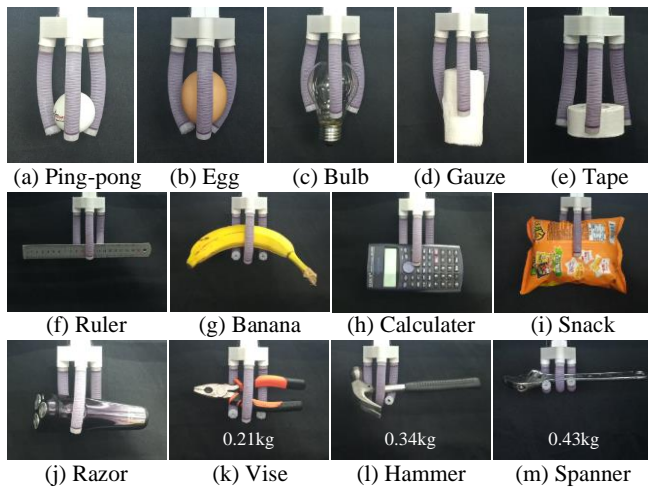 (a) Ping-pong (b) Egg (c) Bulb (d) Gauze (e) Tape
(f) Ruler (g) Banana (h) Calculater (i) Snack
0.21kg 0.34kg 0.43kg
(j) Razor (k) Vise (l) Hammer (m) Spanner